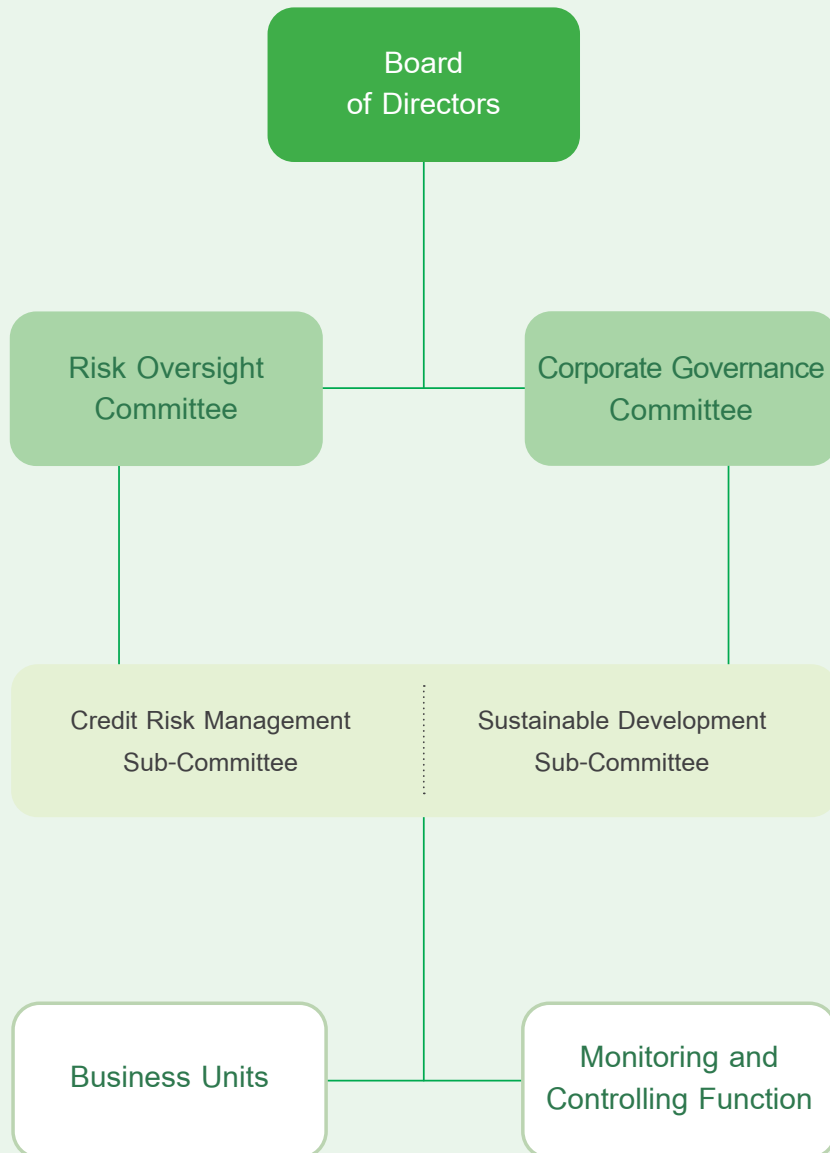 Board
of Directors
Risk Oversight
Committee
Corporate Governance
Committee
Credit Risk Management
Sub-Committee
Sustainable Development
Sub-Committee
Business Units
Monitoring and
Controlling Function